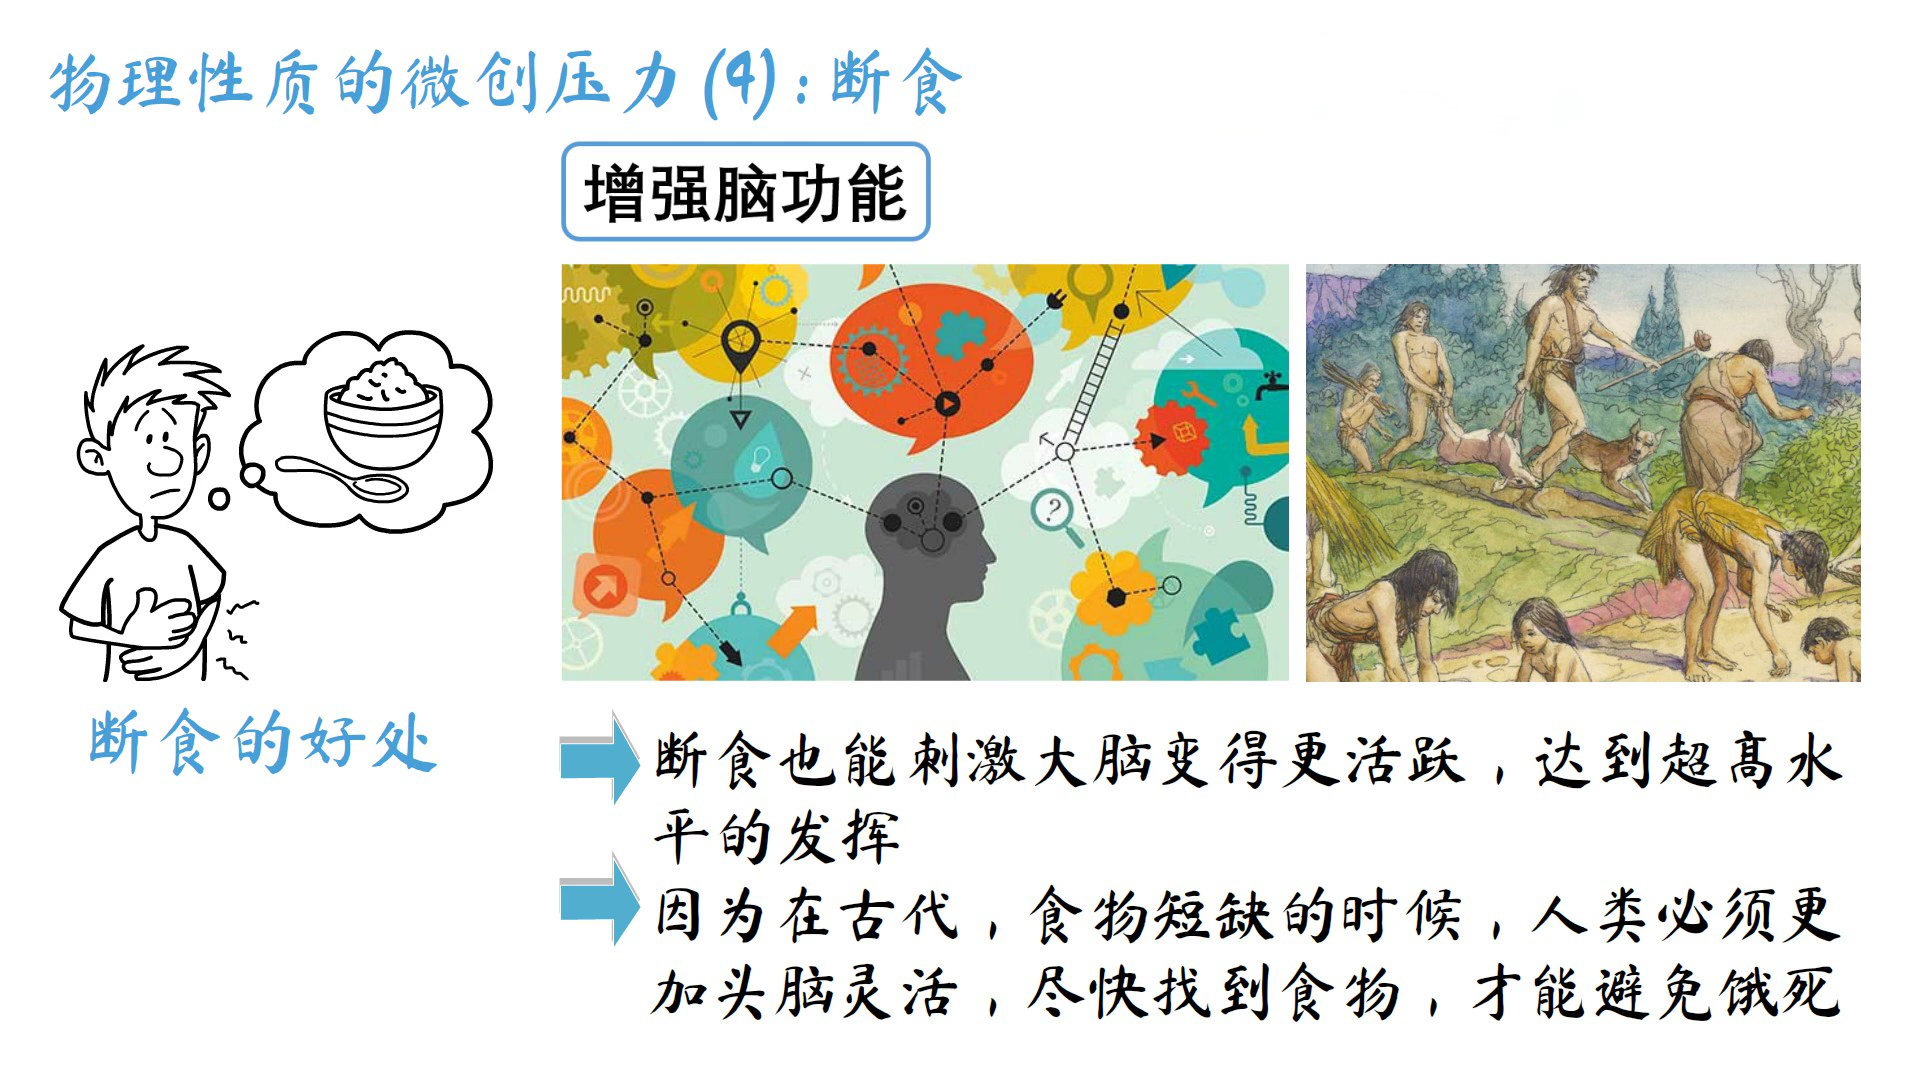 物理性质的微创压力(4):断食
增强脑功能
?
断食的好处
断食也能刺激大脑变得更活跃，达到超高水
平的发挥
因为在古代，食物短缺的时候，人类必须更
加头脑灵活，尽快找到食物，才能避免饿死